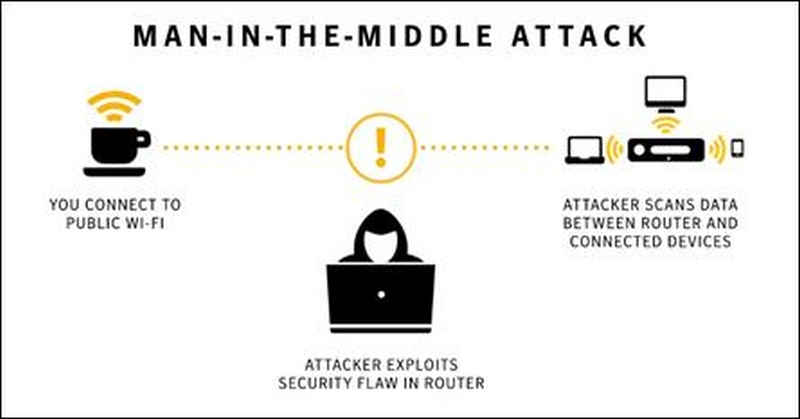 MAN-IN-THE-MIDDLE ATTACK
!
YOU CONNECT TO
PUBLIC WI-FI
ATTACKER EXPLOITS
SECURITY FLAW IN ROUTER
ATTACKER SCANS DATA
BETWEEN ROUTER AND
CONNECTED DEVICES